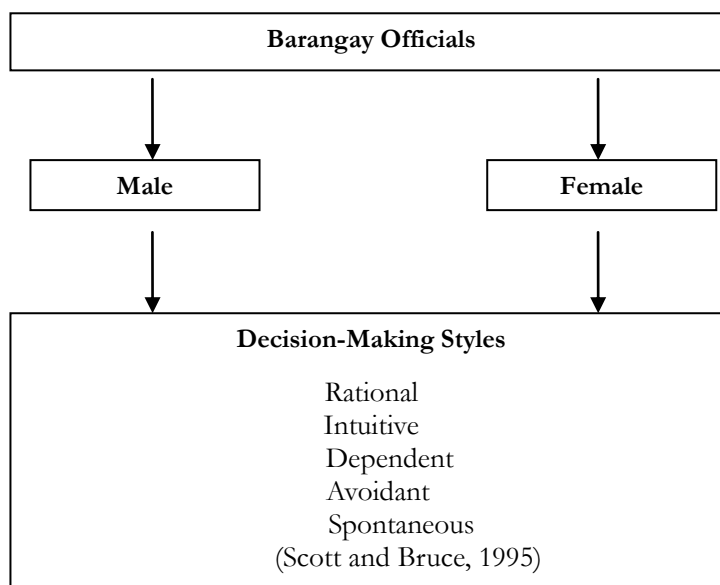 Barangay Officials
Male
Female
Decision-Making Styles
Rational
Intuitive
Dependent
Avoidant
Spontaneous
(Scott and Bruce, 1995)